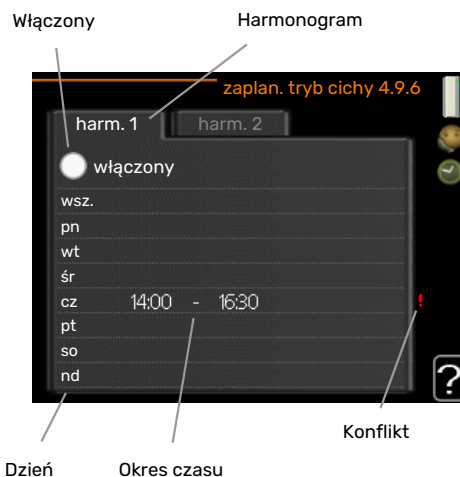 Włączony
Harmonogram
zaplan. tryb cichy 4.9.6
harm. 1
harm. 2
włączony
wsz.
pn
wt
śr
cz 14:00 - 16:30 !
pt
so
nd
?
Konflikt
Dzień
Okres czasu